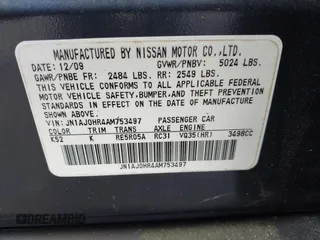 MANUFACTURED BY NISSAN MOTOR CO.,LTD.
DATE: 12/09 GVWR/PNBV: 5024 LBS.
GAWR/PNBE FR: 2484 LBS. RR: 2549 LBS.
THIS VEHICLE CONFORMS TO ALL APPLICABLE FEDERAL
MOTOR VEHICLE SAFETY, BUMPER, AND THEFT
PREVENTION STANDARDS IN EFFECT ON THE DATE OF MANUFACTURE
SHOWN ABOVE.
V.I.N.: JN1AJ0HR4AM753497 PASSENGER CAR
COLOR TRIM TRANS AXLE ENGINE
K52 K RE5R05A RC31 VQ35(HR) 3498CC
JN1AJ0HR4AM753497
AMERIBID